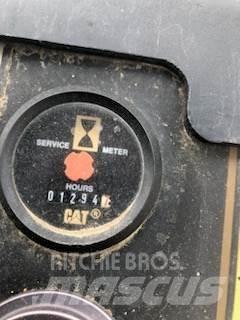 SERVICE METER
HOURS
01294
CAT®
RITCHIE BROS.
MASCUS